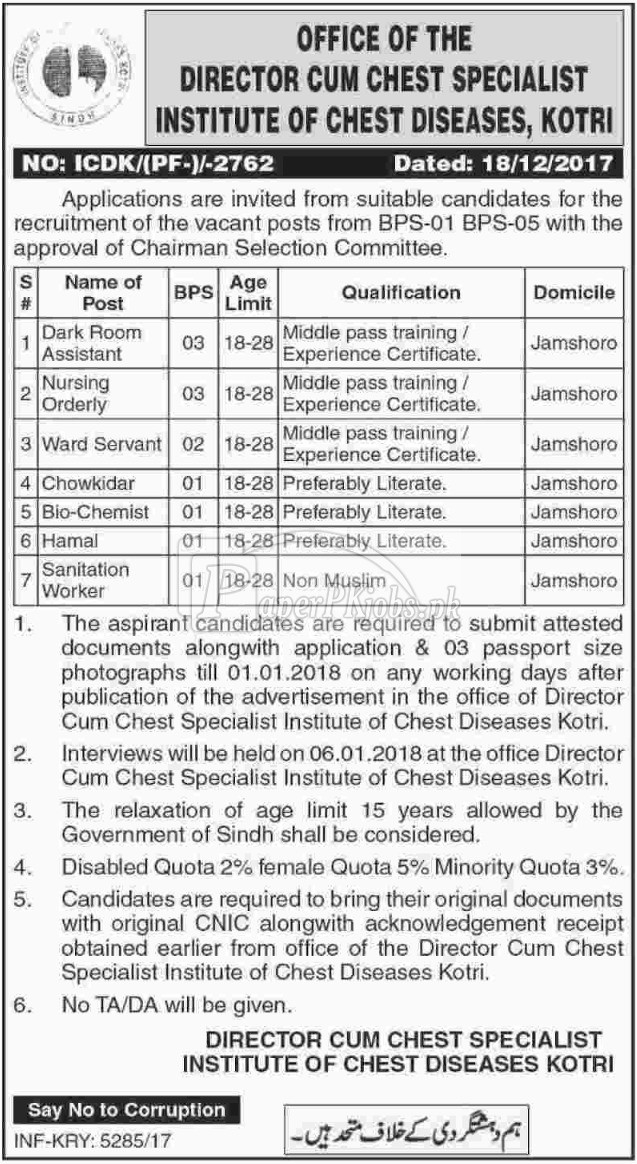 INSTITUTE OF CHEST DISEASES KOTRI
SINDH
OFFICE OF THE
DIRECTOR CUM CHEST SPECIALIST
INSTITUTE OF CHEST DISEASES, KOTRI
NO: ICDK/(PF-)/-2762 Dated: 18/12/2017
Applications are invited from suitable candidates for the
recruitment of the vacant posts from BPS-01 BPS-05 with the
approval of Chairman Selection Committee.
S # Name of Post BPS Age Limit Qualification Domicile
1 Dark Room Assistant 03 18-28 Middle pass training / Experience Certificate. Jamshoro
2 Nursing Orderly 03 18-28 Middle pass training / Experience Certificate. Jamshoro
3 Ward Servant 02 18-28 Middle pass training / Experience Certificate. Jamshoro
4 Chowkidar 01 18-28 Preferably Literate. Jamshoro
5 Bio-Chemist 01 18-28 Preferably Literate. Jamshoro
6 Hamal 01 18-28 Preferably Literate. Jamshoro
7 Sanitation Worker 01 18-28 Non Muslim Jamshoro
PaperPKjobs.pk
1. The aspirant candidates are required to submit attested
documents alongwith application & 03 passport size
photographs till 01.01.2018 on any working days after
publication of the advertisement in the office of Director
Cum Chest Specialist Institute of Chest Diseases Kotri.
2. Interviews will be held on 06.01.2018 at the office Director
Cum Chest Specialist Institute of Chest Diseases Kotri.
3. The relaxation of age limit 15 years allowed by the
Government of Sindh shall be considered.
4. Disabled Quota 2% female Quota 5% Minority Quota 3%.
5. Candidates are required to bring their original documents
with original CNIC alongwith acknowledgement receipt
obtained earlier from office of the Director Cum Chest
Specialist Institute of Chest Diseases Kotri.
6. No TA/DA will be given.
DIRECTOR CUM CHEST SPECIALIST
INSTITUTE OF CHEST DISEASES KOTRI
Say No to Corruption
INF-KRY: 5285/17
ہم دہشتگردی کے خلاف متحد ہیں۔